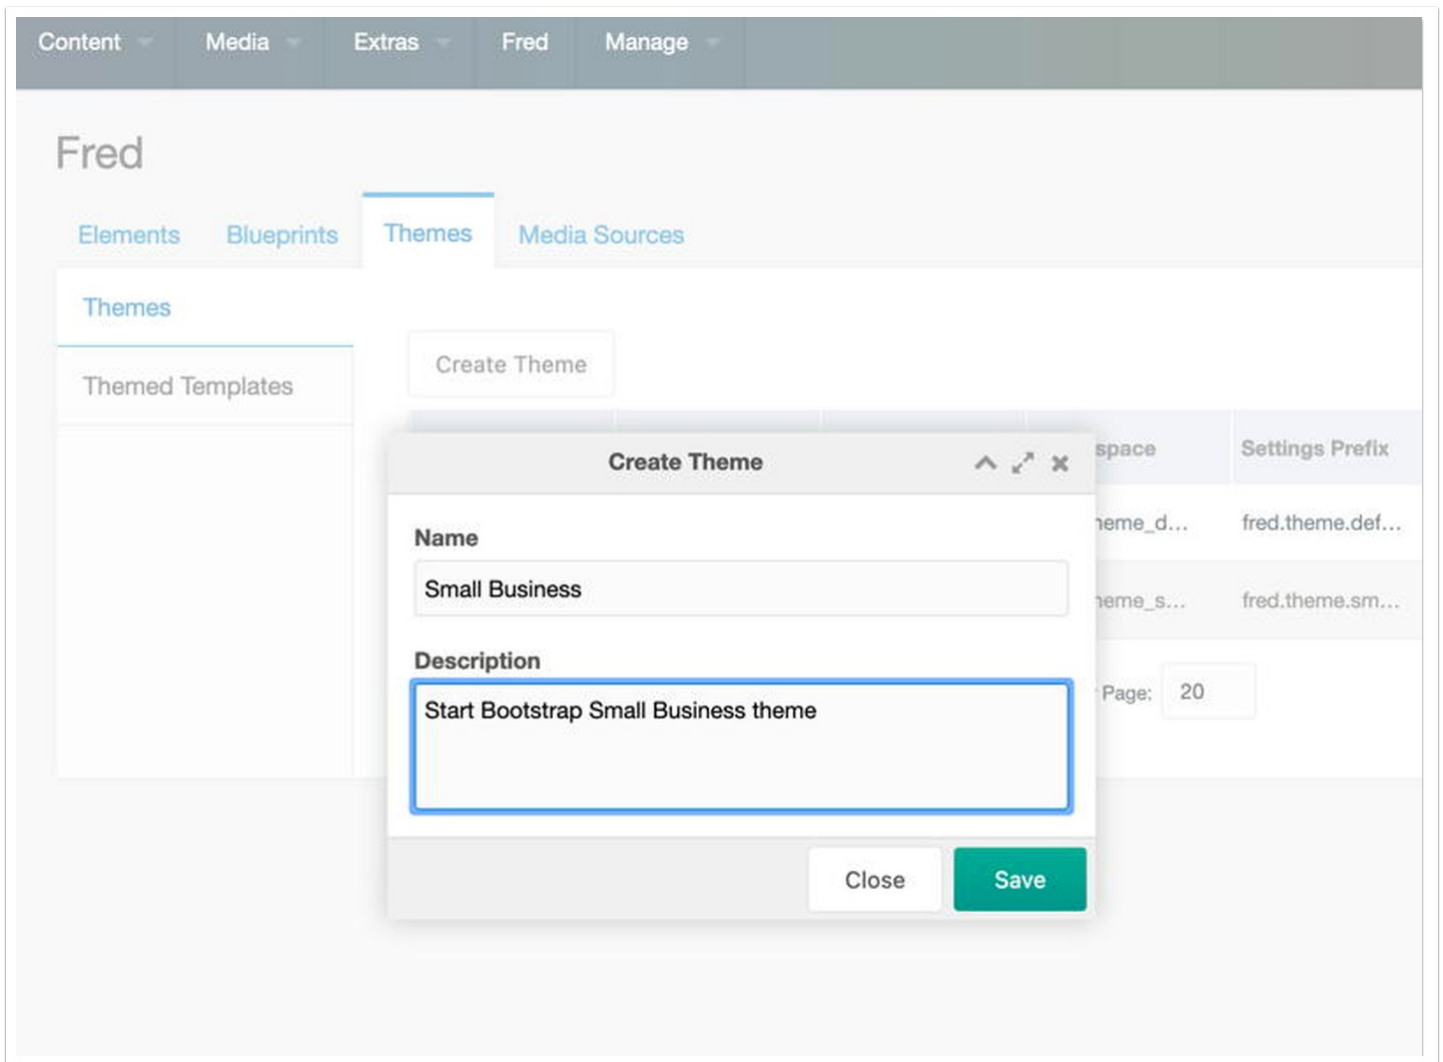 Content Media Extras Fred Manage
Fred
Elements Blueprints Themes Media Sources
Themes
Themed Templates
Create Theme
space Settings Prefix
heme_d... fred.theme.def...
heme_s... fred.theme.sm...
Page: 20
Create Theme
Name
Small Business
Description
Start Bootstrap Small Business theme
Close Save